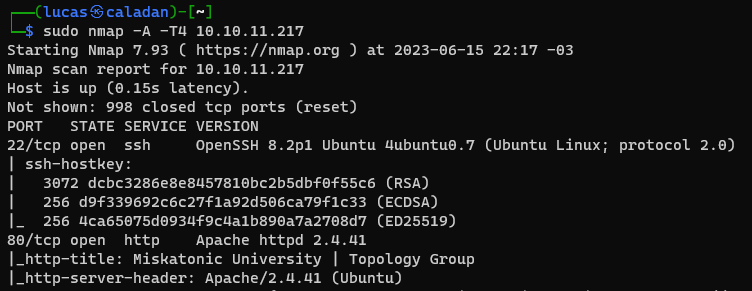 (lucas㉿caladan)-[~]
$ sudo nmap -A -T4 10.10.11.217
Starting Nmap 7.93 ( https://nmap.org ) at 2023-06-15 22:17 -03
Nmap scan report for 10.10.11.217
Host is up (0.15s latency).
Not shown: 998 closed tcp ports (reset)
PORT   STATE SERVICE VERSION
22/tcp open  ssh     OpenSSH 8.2p1 Ubuntu 4ubuntu0.7 (Ubuntu Linux; protocol 2.0)
| ssh-hostkey:
|   3072 dcbc3286e8e8457810bc2b5dbf0f55c6 (RSA)
|   256 d9f339692c6c27f1a92d506ca79f1c33 (ECDSA)
|_  256 4ca65075d0934f9c4a1b890a7a2708d7 (ED25519)
80/tcp open  http    Apache httpd 2.4.41
|_http-title: Miskatonic University | Topology Group
|_http-server-header: Apache/2.4.41 (Ubuntu)